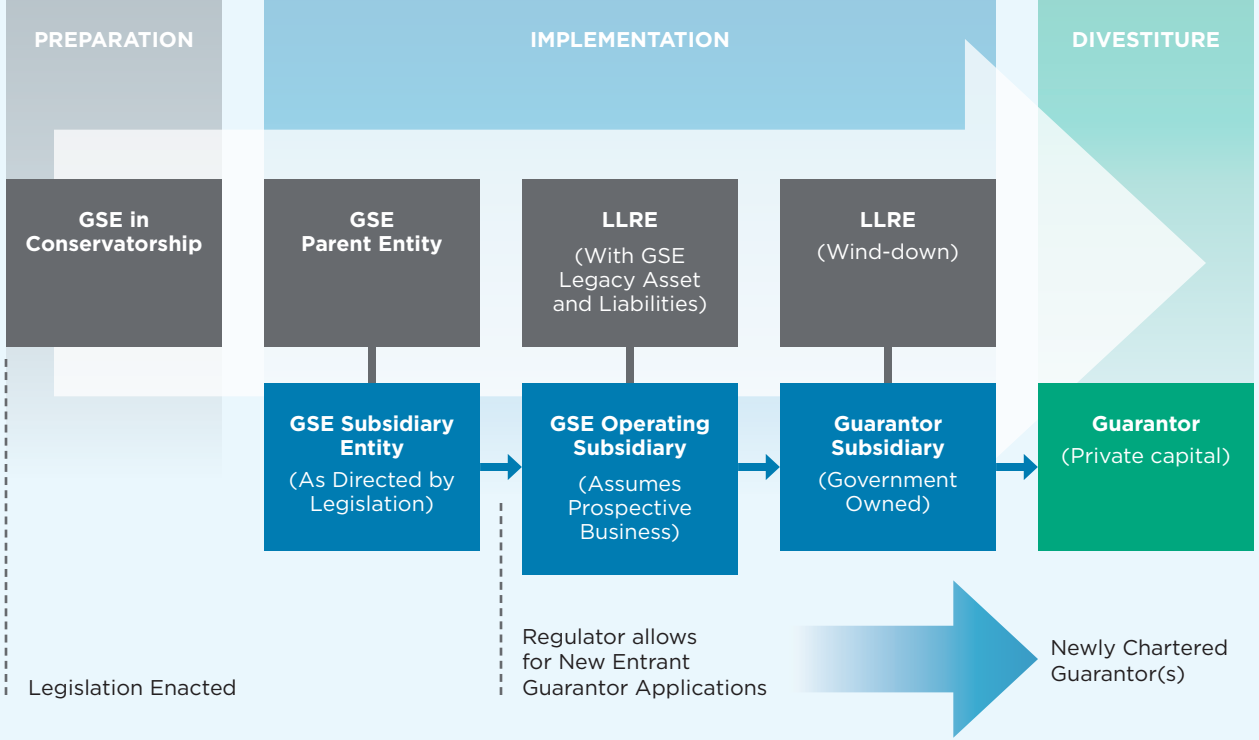 PREPARATION
IMPLEMENTATION
DIVESTITURE
GSE in
Conservatorship
GSE
Parent Entity
LLRE
(With GSE
Legacy Asset
and Liabilities)
LLRE
(Wind-down)
GSE Subsidiary
Entity
(As Directed by
Legislation)
GSE Operating
Subsidiary
(Assumes
Prospective
Business)
Guarantor
Subsidiary
(Government
Owned)
Guarantor
(Private capital)
Legislation Enacted
Regulator allows
for New Entrant
Guarantor Applications
Newly Chartered
Guarantor(s)